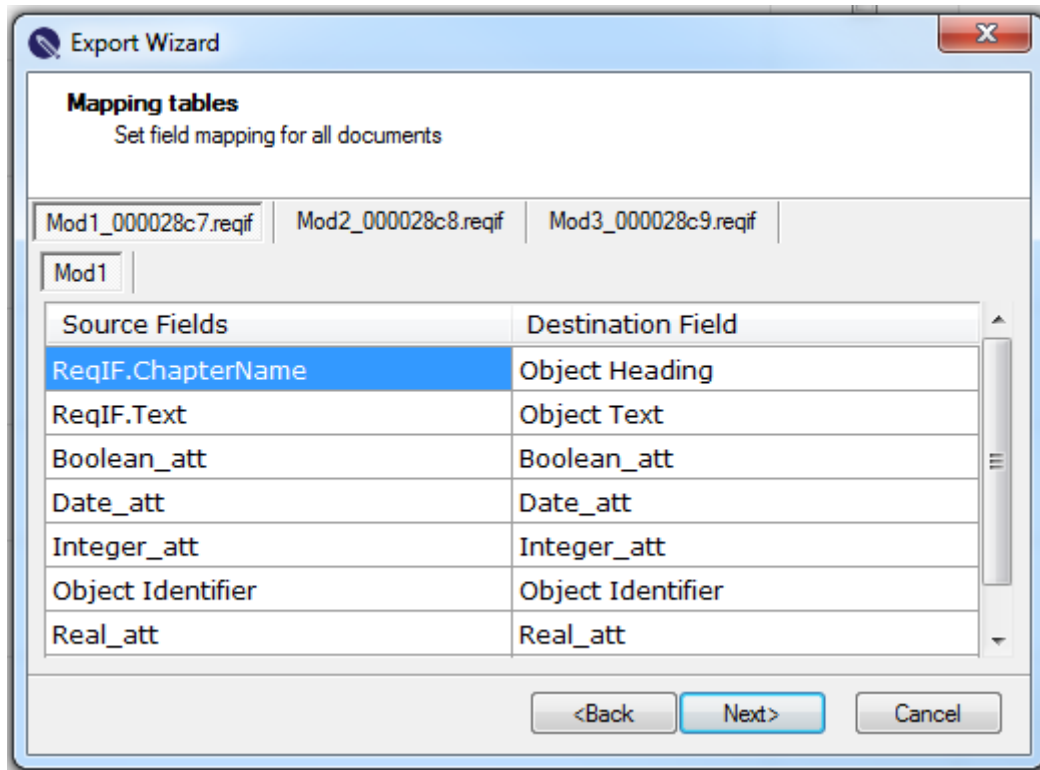 Export Wizard
Mapping tables
Set field mapping for all documents
Mod1_000028c7.reqif Mod2_000028c8.reqif Mod3_000028c9.reqif
Mod1
Source Fields Destination Field
ReqIF.ChapterName Object Heading
ReqIF.Text Object Text
Boolean_att Boolean_att
Date_att Date_att
Integer_att Integer_att
Object Identifier Object Identifier
Real_att Real_att
<Back Next> Cancel